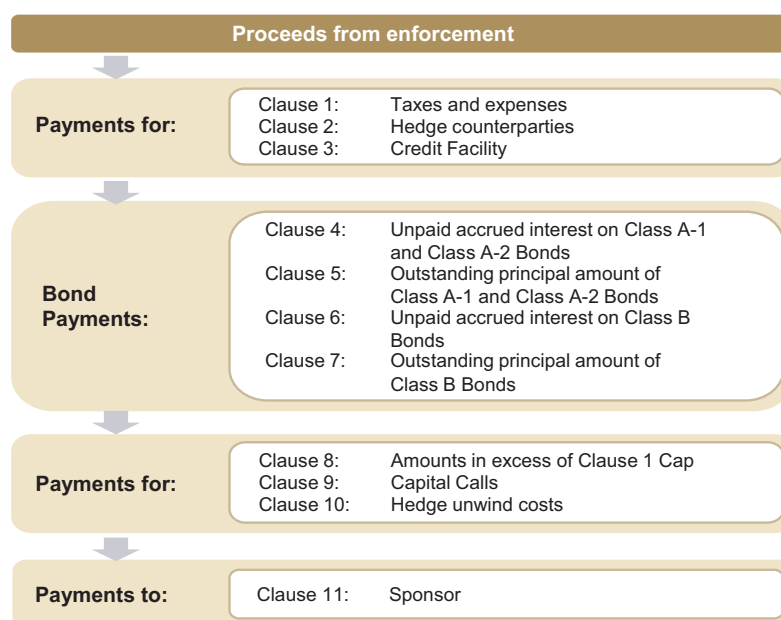 Proceeds from enforcement
Payments for:
Clause 1: Taxes and expenses
Clause 2: Hedge counterparties
Clause 3: Credit Facility
Bond
Payments:
Clause 4: Unpaid accrued interest on Class A-1
and Class A-2 Bonds
Clause 5: Outstanding principal amount of
Class A-1 and Class A-2 Bonds
Clause 6: Unpaid accrued interest on Class B
Bonds
Clause 7: Outstanding principal amount of
Class B Bonds
Payments for:
Clause 8: Amounts in excess of Clause 1 Cap
Clause 9: Capital Calls
Clause 10: Hedge unwind costs
Payments to:
Clause 11: Sponsor